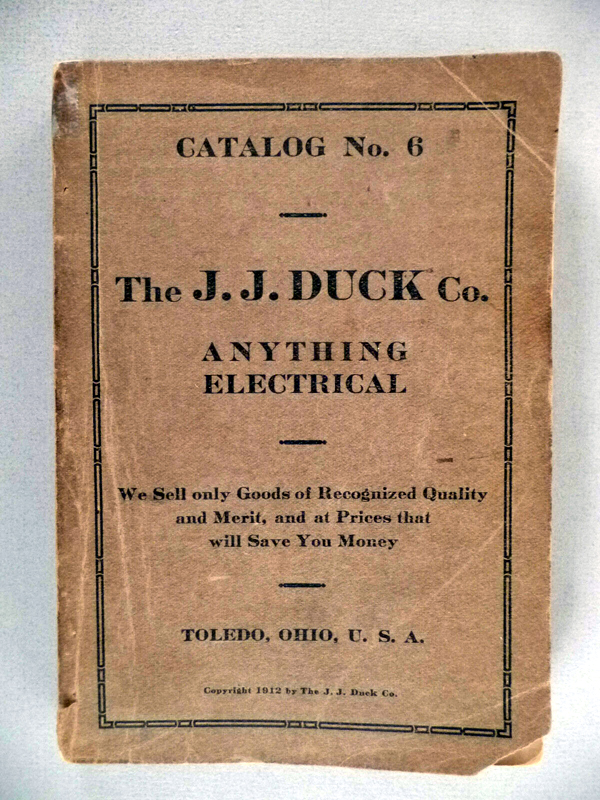 CATALOG No. 6
The J. J. DUCK Co.
ANYTHING
ELECTRICAL
We Sell only Goods of Recognized Quality
and Merit, and at Prices that
will Save You Money
TOLEDO, OHIO, U. S. A.
Copyright 1912 by The J. J. Duck Co.